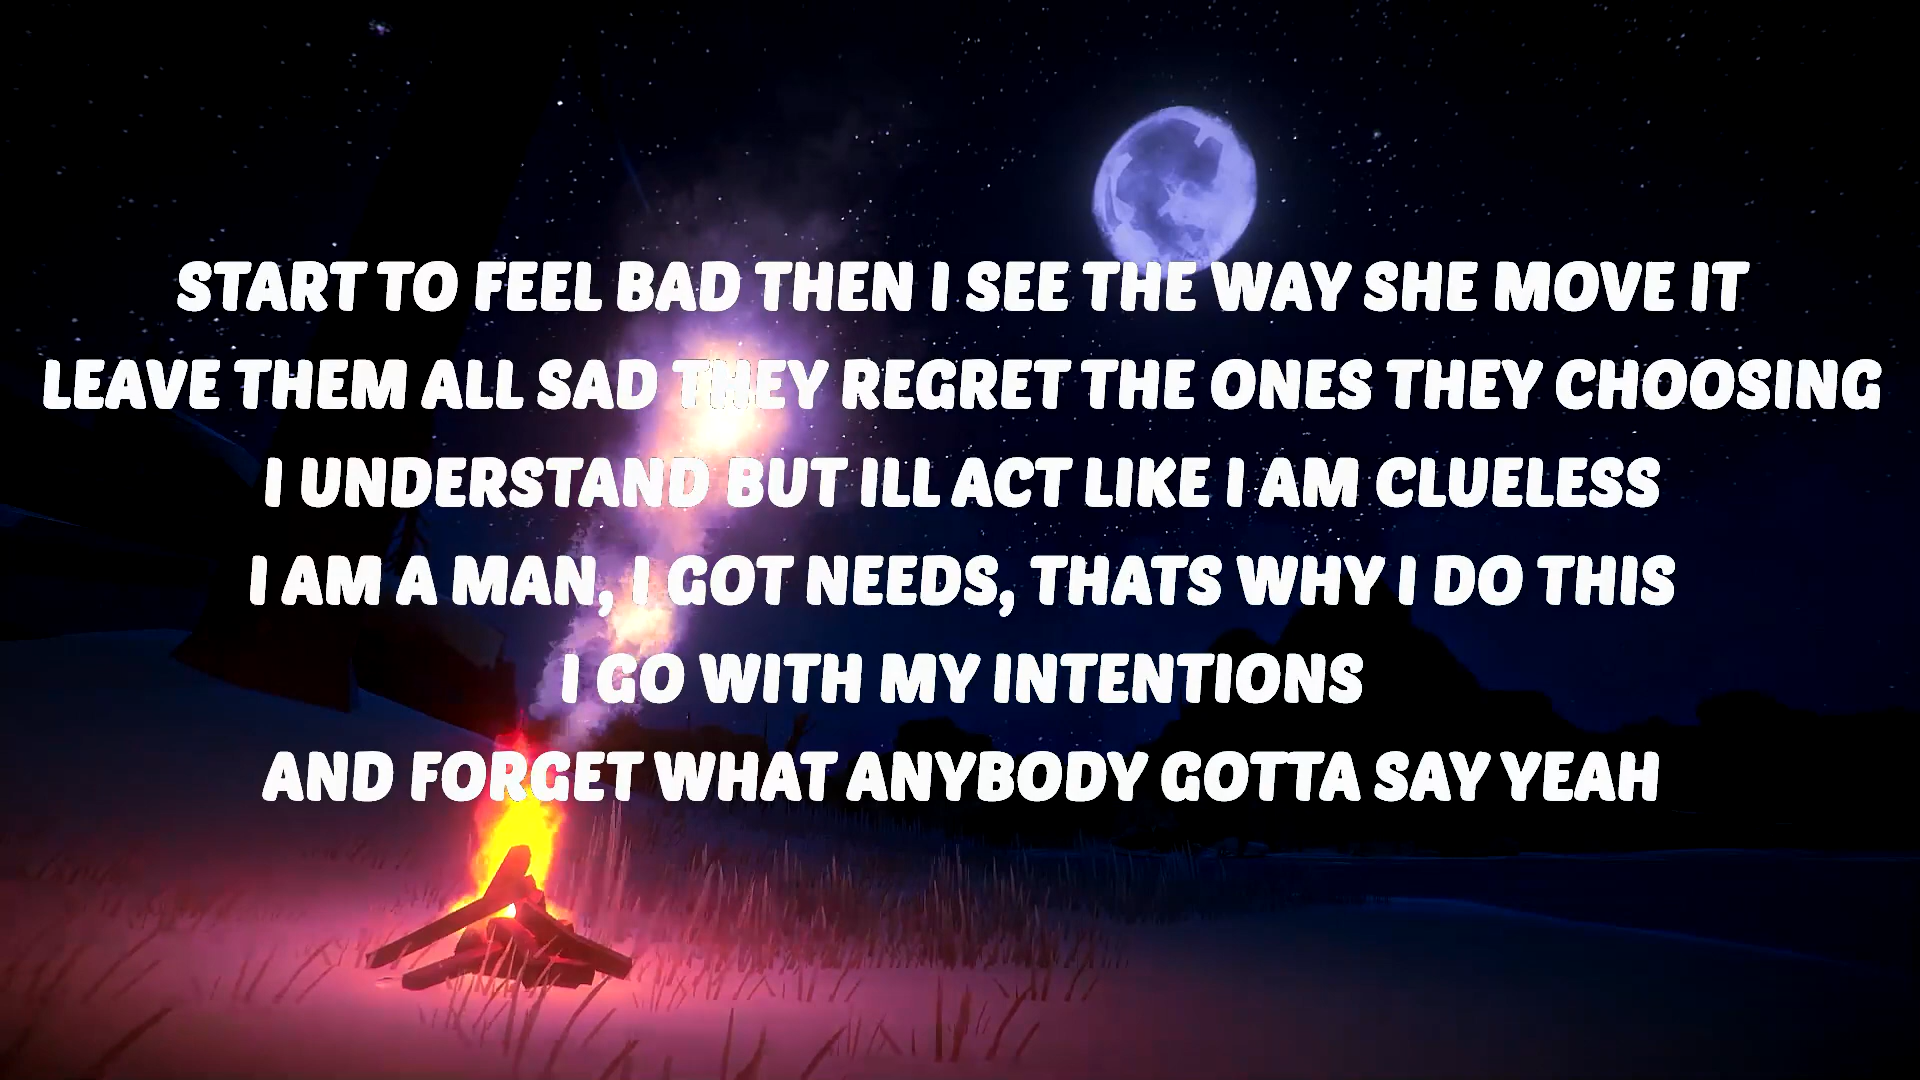 START TO FEEL BAD THEN I SEE THE WAY SHE MOVE IT
LEAVE THEM ALL SAD THEY REGRET THE ONES THEY CHOOSING
I UNDERSTAND BUT ILL ACT LIKE I AM CLUELESS
I AM A MAN, I GOT NEEDS, THATS WHY I DO THIS
I GO WITH MY INTENTIONS
AND FORGET WHAT ANYBODY GOTTA SAY YEAH